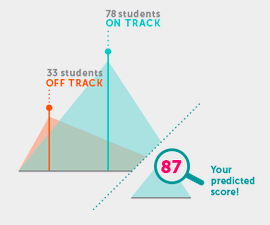 78 students
ON TRACK
33 students
OFF TRACK
87
Your
predicted
score!